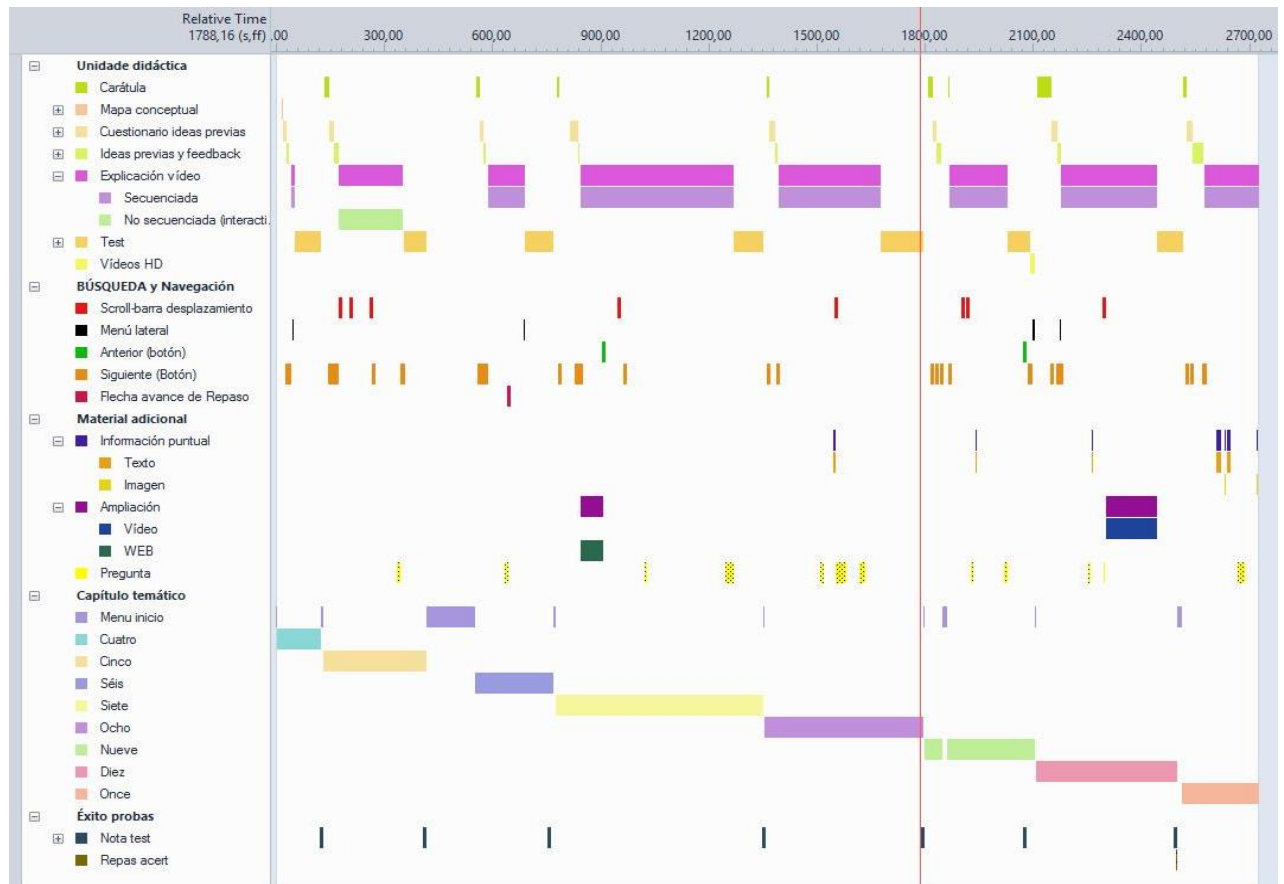 Relative Time
1788,16 (s,ff)
,00 300,00 600,00 900,00 1200,00 1500,00 1800,00 2100,00 2400,00 2700,00
Unidade didáctica
Carátula
Mapa conceptual
Cuestionario ideas previas
Ideas previas y feedback
Explicación vídeo
Secuenciada
No secuenciada (interacti.
Test
Vídeos HD
BÚSQUEDA y Navegación
Scroll-barra desplazamiento
Menú lateral
Anterior (botón)
Siguiente (Botón)
Flecha avance de Repaso
Material adicional
Información puntual
Texto
Imagen
Ampliación
Vídeo
WEB
Pregunta
Capítulo temático
Menu inicio
Cuatro
Cinco
Séis
Siete
Ocho
Nueve
Diez
Once
Éxito probas
Nota test
Repas acert